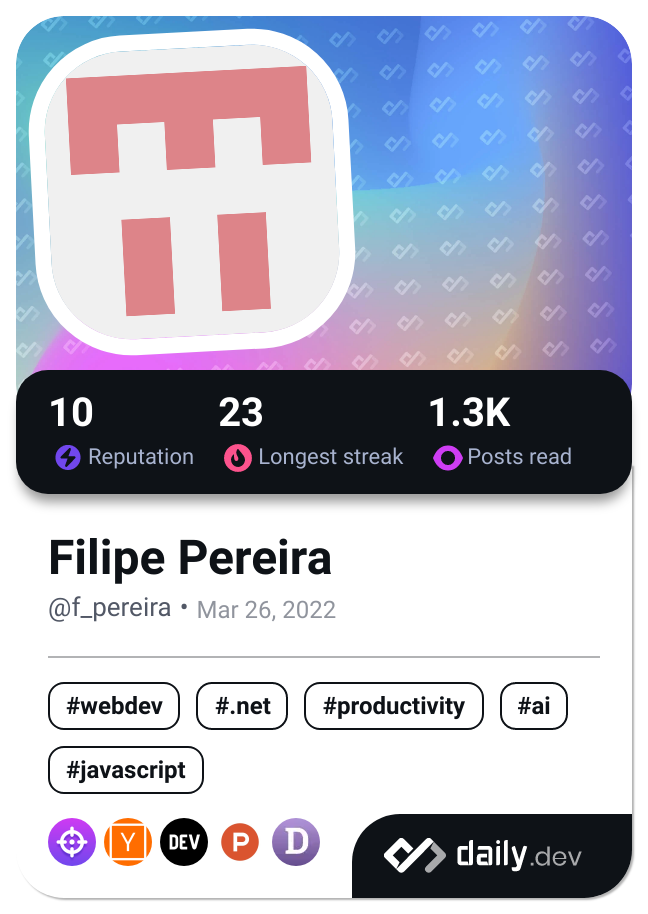 10 23 1.3K
Reputation Longest streak Posts read
Filipe Pereira
@f_pereira • Mar 26, 2022
#webdev #.net #productivity #ai
#javascript
Y DEV P D
daily.dev